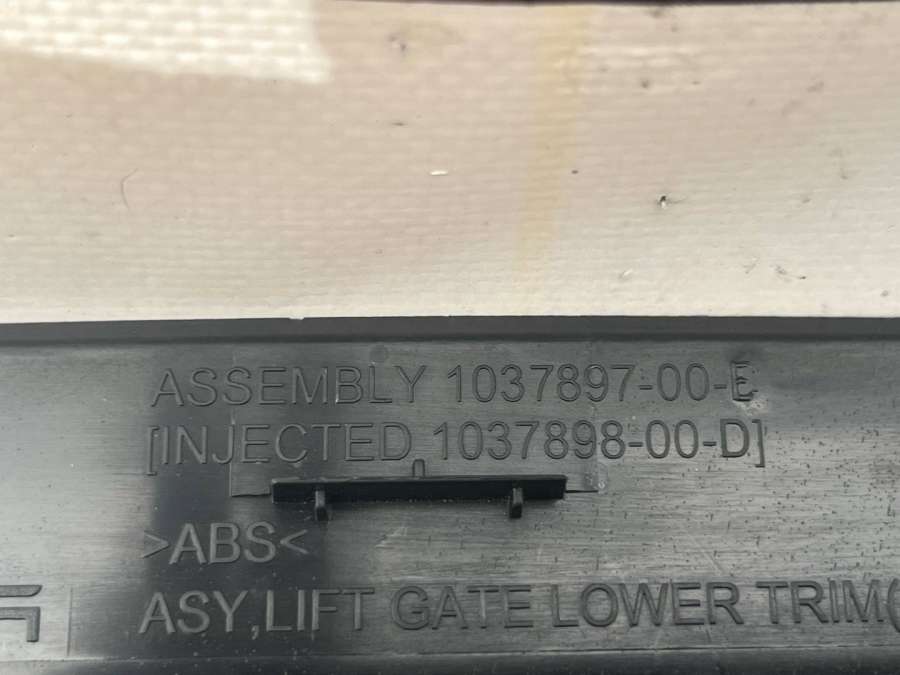 ASSEMBLY 1037897-00-E
[INJECTED 1037898-00-D]
>ABS<
ASY,LIFT GATE LOWER TRIM(